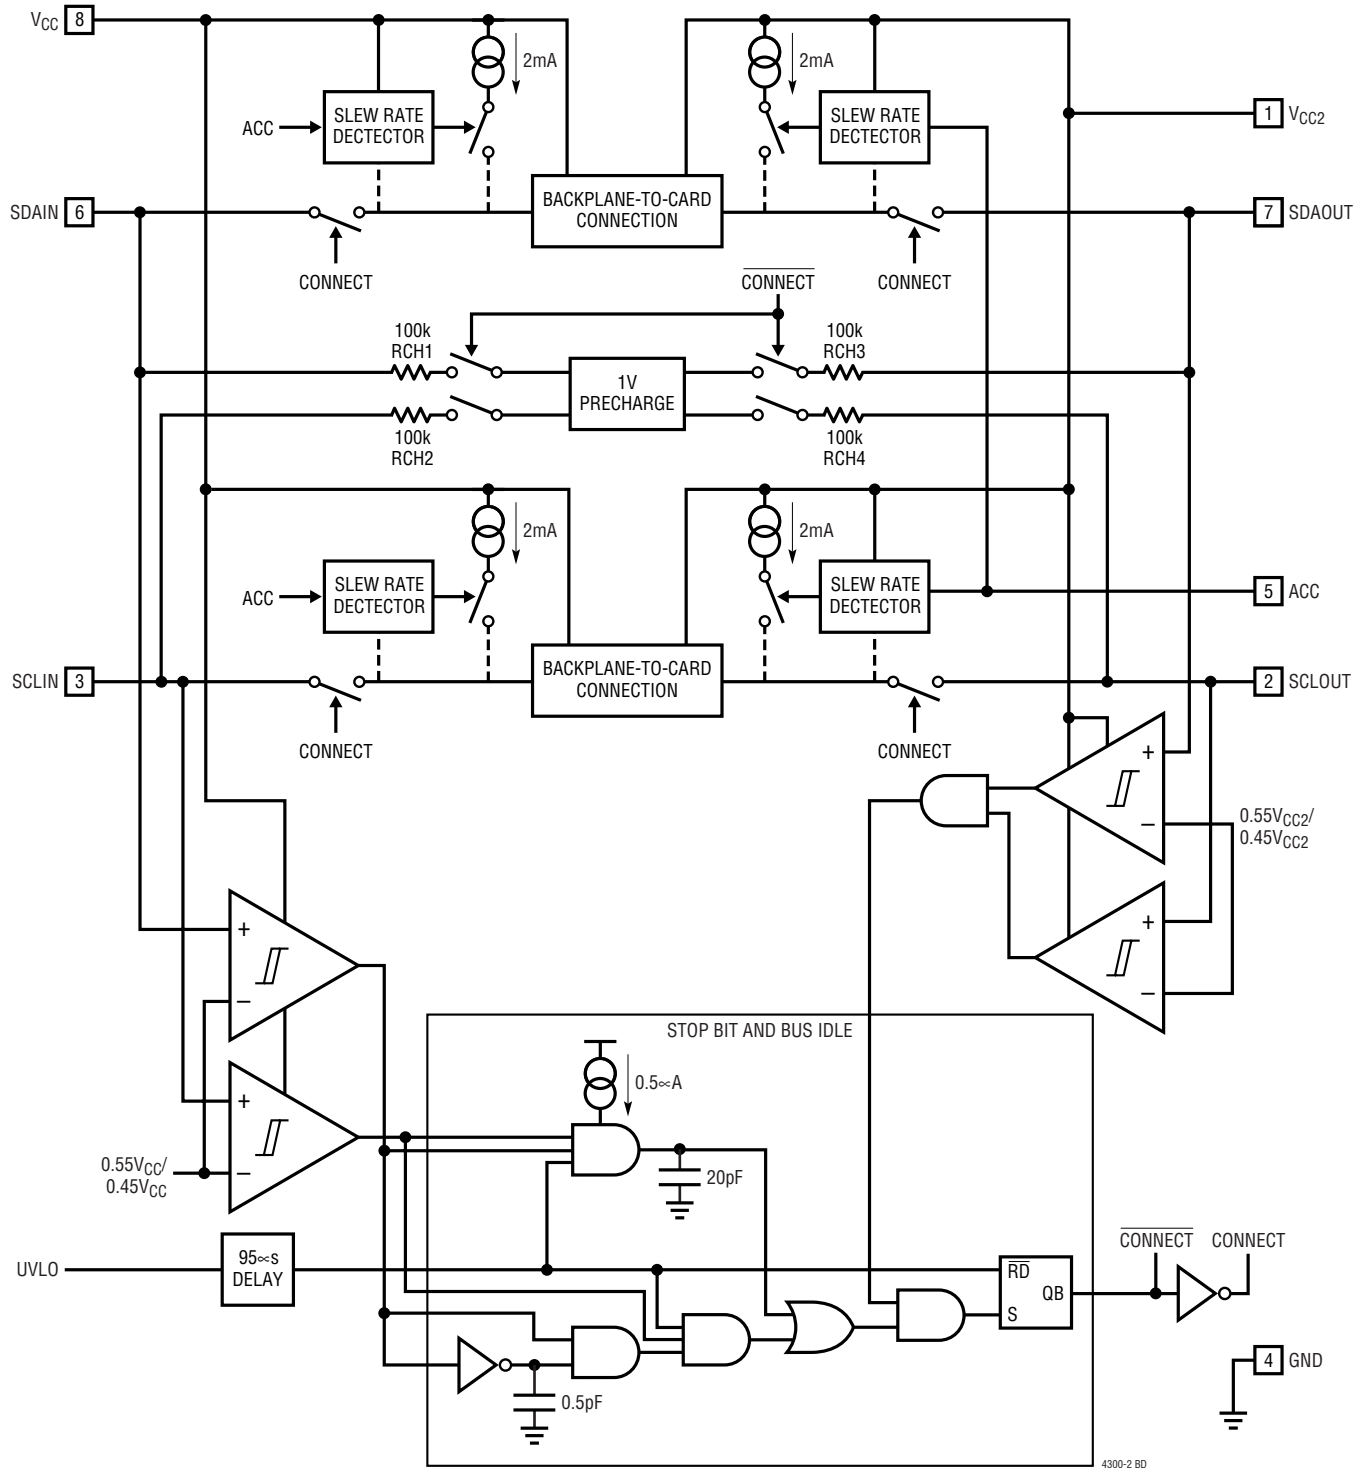 VCC 8
2mA
2mA
ACC
SLEW RATE
DECTECTOR
SLEW RATE
DECTECTOR
1 VCC2
SDAIN 6
BACKPLANE-TO-CARD
CONNECTION
7 SDAOUT
CONNECT
CONNECT
CONNECT
100k
RCH1
100k
RCH3
1V
PRECHARGE
100k
RCH2
100k
RCH4
2mA
2mA
ACC
SLEW RATE
DECTECTOR
SLEW RATE
DECTECTOR
5 ACC
SCLIN 3
BACKPLANE-TO-CARD
CONNECTION
2 SCLOUT
CONNECT
CONNECT
+
–
0.55VCC2/
0.45VCC2
+
–
+
–
STOP BIT AND BUS IDLE
0.5∝A
+
–
0.55VCC/
0.45VCC
20pF
UVLO
95∝s
DELAY
RD
QB
S
CONNECT
CONNECT
0.5pF
4 GND
4300-2 BD